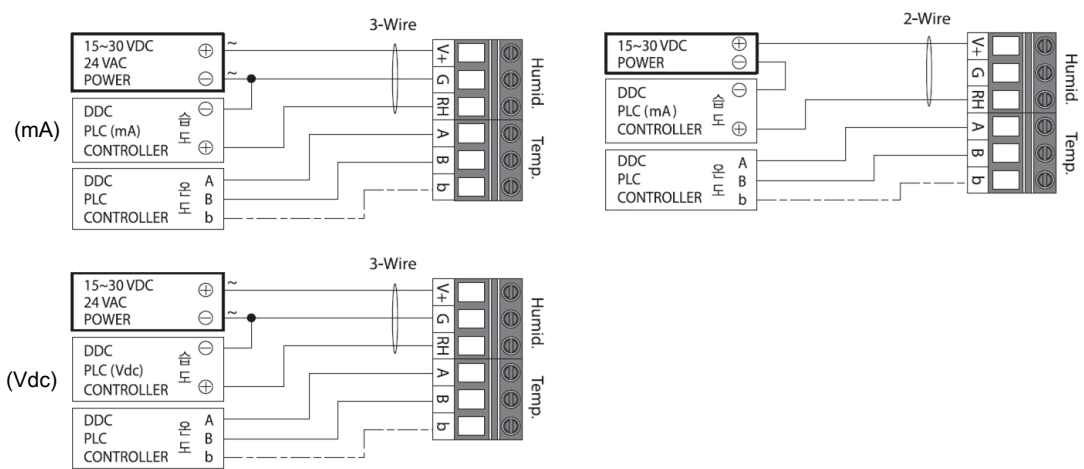 3-Wire
15~30 VDC ⊕ ~
24 VAC
POWER ⊖ ~
DDC ⊖
PLC (mA) 습도
CONTROLLER ⊕
DDC A
PLC 온도 B
CONTROLLER b
(mA)
V+
G
RH
A
B
b
Humid.
Temp.
2-Wire
15~30 VDC ⊕
POWER ⊖
DDC ⊖
PLC (mA) 습도
CONTROLLER ⊕
DDC A
PLC 온도 B
CONTROLLER b
V+
G
RH
A
B
b
Humid.
Temp.
3-Wire
15~30 VDC ⊕ ~
24 VAC
POWER ⊖ ~
DDC ⊖
PLC (Vdc) 습도
CONTROLLER ⊕
DDC A
PLC 온도 B
CONTROLLER b
(Vdc)
V+
G
RH
A
B
b
Humid.
Temp.